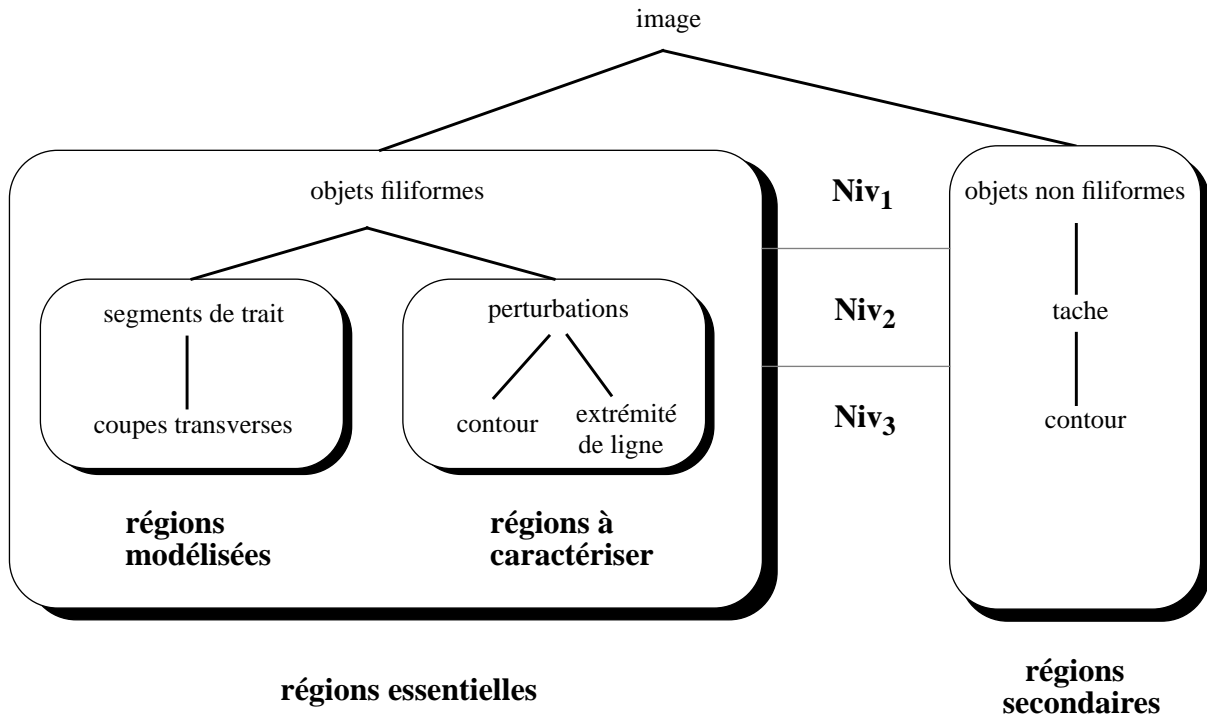 image
objets filiformes
Niv1
objets non filiformes
segments de trait
perturbations
Niv2
tache
coupes transverses
contour
extrémité
de ligne
Niv3
contour
régions
modélisées
régions à
caractériser
régions essentielles
régions
secondaires